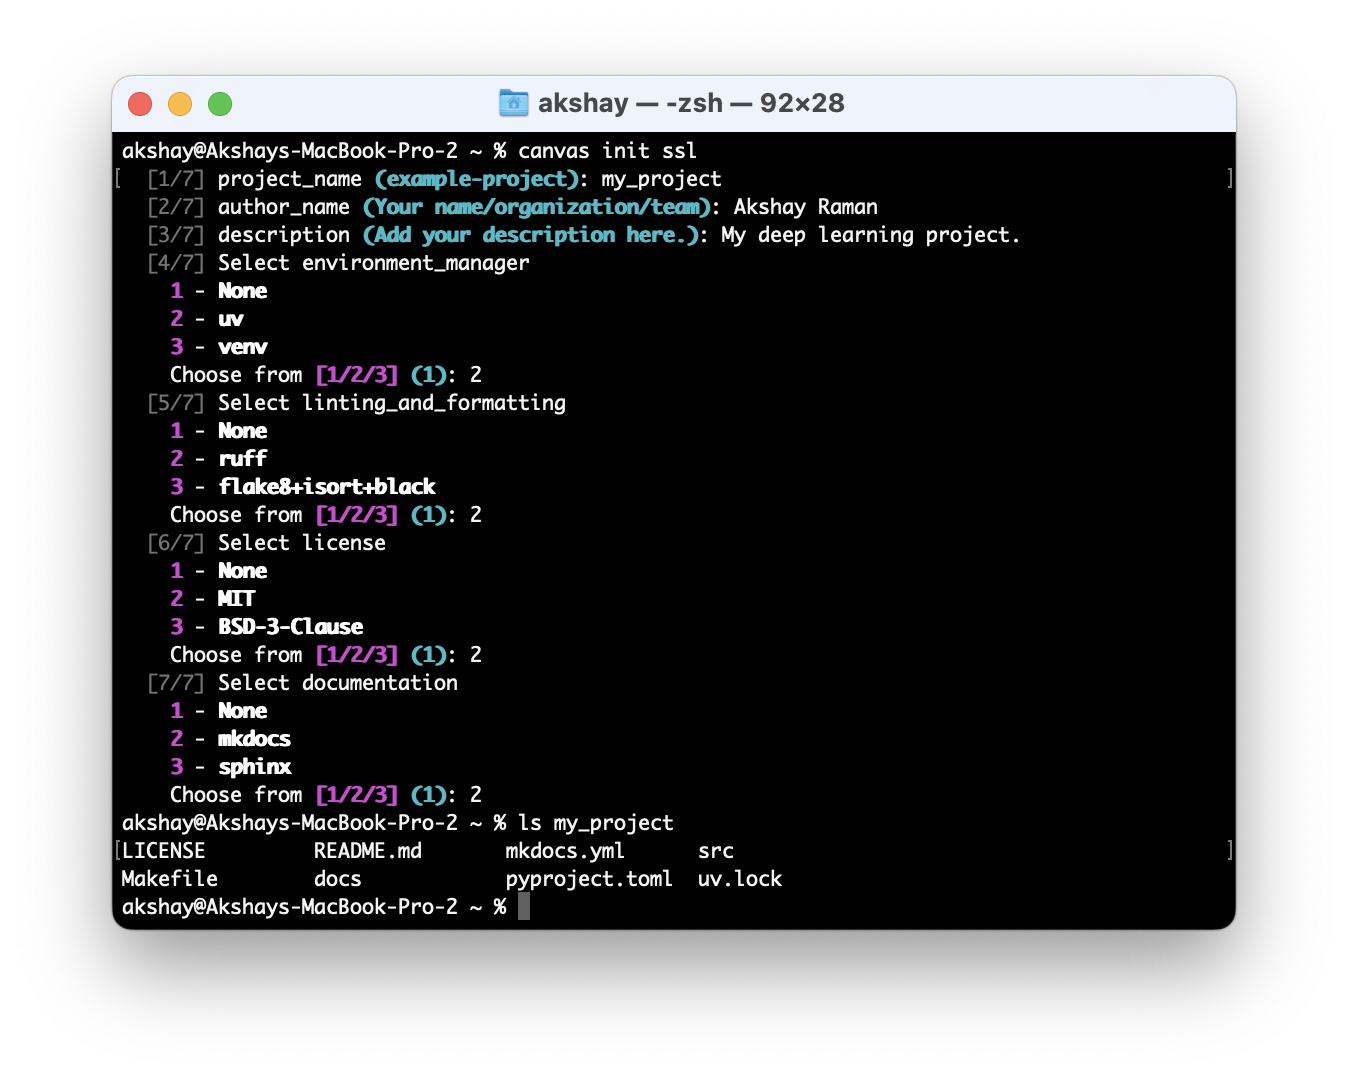 akshay — -zsh — 92×28
akshay@Akshays-MacBook-Pro-2 ~ % canvas init ssl
[  [1/7] project_name (example-project): my_project ]
[2/7] author_name (Your name/organization/team): Akshay Raman
[3/7] description (Add your description here.): My deep learning project.
[4/7] Select environment_manager
1 - None
2 - uv
3 - venv
Choose from [1/2/3] (1): 2
[5/7] Select linting_and_formatting
1 - None
2 - ruff
3 - flake8+isort+black
Choose from [1/2/3] (1): 2
[6/7] Select license
1 - None
2 - MIT
3 - BSD-3-Clause
Choose from [1/2/3] (1): 2
[7/7] Select documentation
1 - None
2 - mkdocs
3 - sphinx
Choose from [1/2/3] (1): 2
akshay@Akshays-MacBook-Pro-2 ~ % ls my_project
[LICENSE README.md mkdocs.yml src ]
Makefile docs pyproject.toml uv.lock
akshay@Akshays-MacBook-Pro-2 ~ %